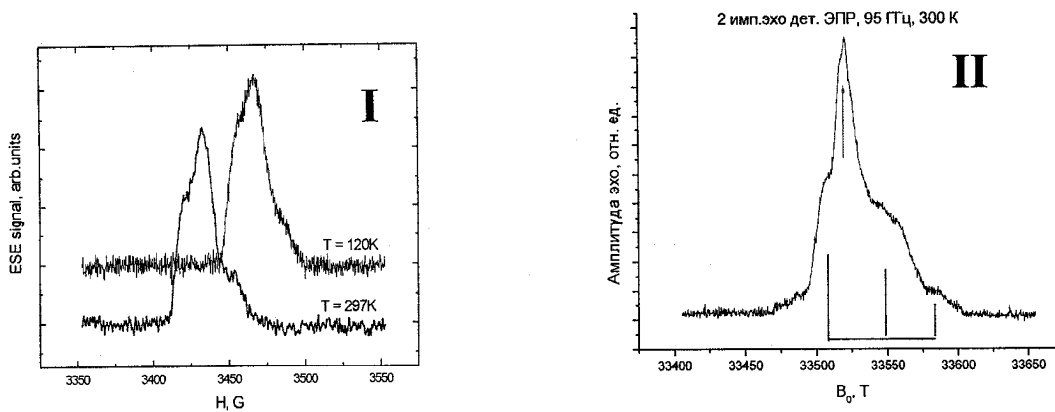 I
ESE signal, arb.units
T = 120K
T = 297K
3350 3400 3450 3500 3550
H, G
2 имп.эхо дет. ЭПР, 95 ГГц, 300 К
II
Амплитуда эхо, отн. ед.
33400 33450 33500 33550 33600 33650
B₀, T